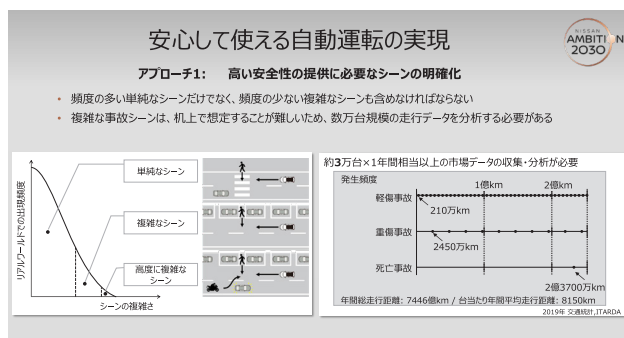 安心して使える自動運転の実現
NISSAN
AMBITION
2030
アプローチ1: 高い安全性の提供に必要なシーンの明確化
• 頻度の多い単純なシーンだけでなく、頻度の少ない複雑なシーンも含めなければならない
• 複雑な事故シーンは、机上で想定することが難しいため、数万台規模の走行データを分析する必要がある
リアルワールドでの出現頻度
単純なシーン
複雑なシーン
高度に複雑な
シーン
シーンの複雑さ
約3万台×1年間相当以上の市場データの収集・分析が必要
発生頻度
1億km
2億km
軽傷事故
210万km
重傷事故
2450万km
死亡事故
2億3700万km
年間総走行距離: 7446億km / 台当たり年間平均走行距離: 8150km
2019年 交通統計,ITARDA